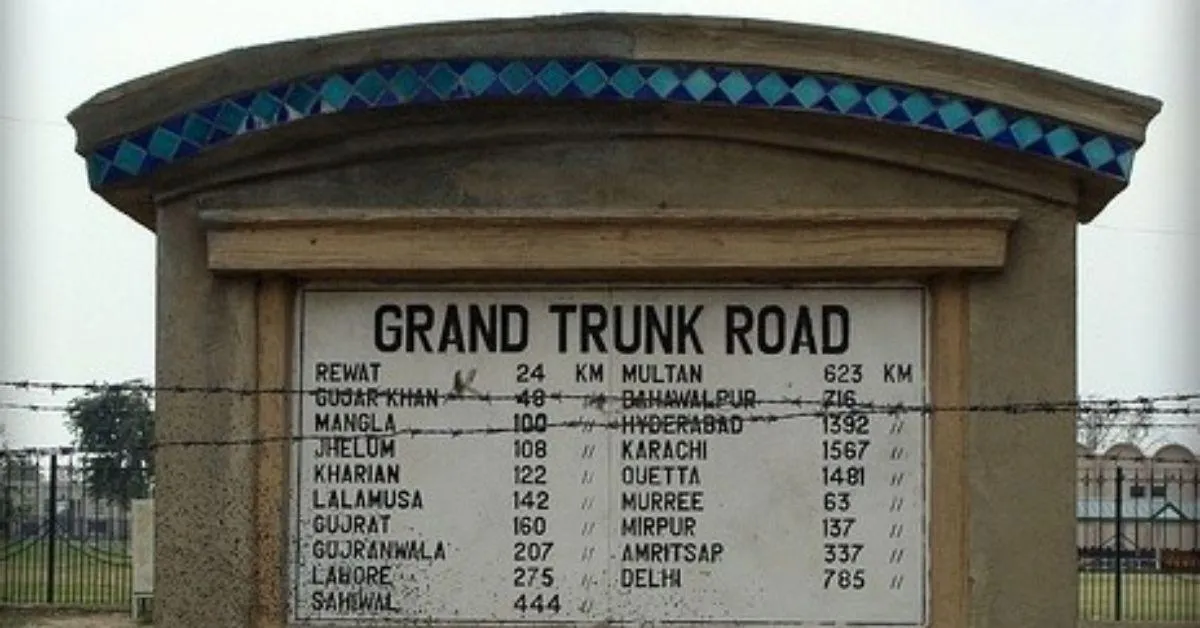 GRAND TRUNK ROAD
REWAT 24 KM MULTAN 623 KM
GUJAR KHAN 48 // BAHAWALPUR 716 //
MANGLA 100 // HYDERABAD 1392 //
JHELUM 108 // KARACHI 1567 //
KHARIAN 122 // QUETTA 1481 //
LALAMUSA 142 // MURREE 63 //
GUJRAT 160 // MIRPUR 137 //
GUJRANWALA 207 // AMRITSAR 337 //
LAHORE 275 // DELHI 785 //
SAHIWAL 444 //